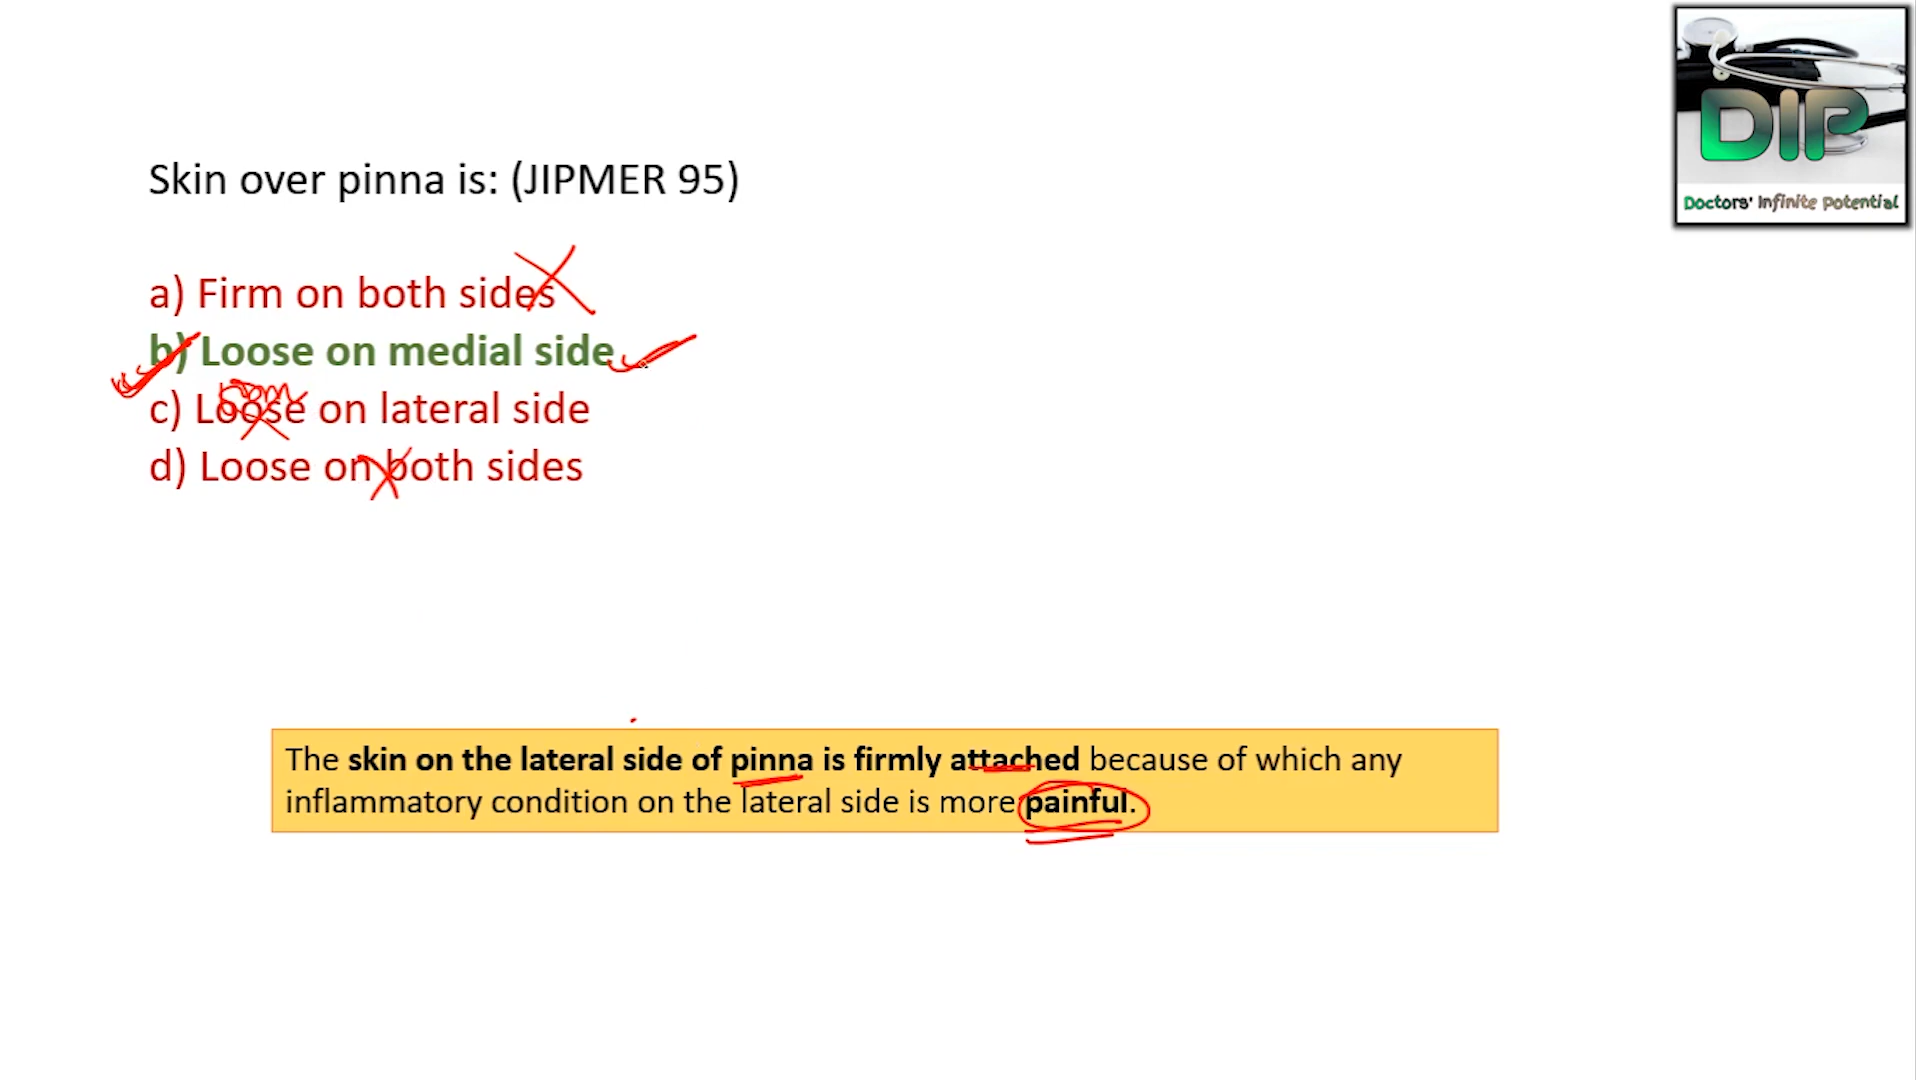 Skin over pinna is: (JIPMER 95)
a) Firm on both sides
b) Loose on medial side
firm
c) Loose on lateral side
d) Loose on both sides
The skin on the lateral side of pinna is firmly attached because of which any
inflammatory condition on the lateral side is more painful.
DIP
Doctors' Infinite Potential